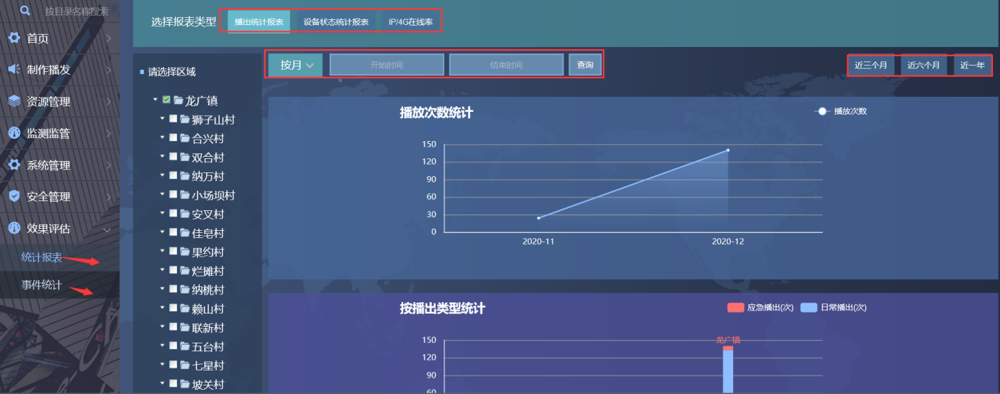 按目录名称搜索
首页
制作播发
资源管理
监测监管
系统管理
安全管理
效果评估
统计报表
事件统计
选择报表类型 播出统计报表 设备状态统计报表 IP/4G在线率
请选择区域
龙广镇
狮子山村
合兴村
双合村
纳万村
小场坝村
安叉村
佳皂村
果约村
烂摊村
纳桃村
赖山村
联新村
五台村
七星村
坡关村
按月 开始时间 结束时间 查询 近三个月 近六个月 近一年
播放次数统计
播放次数
150
120
90
60
30
0
2020-11 2020-12
按播出类型统计
应急播出(次) 日常播出(次)
龙广镇
150
120
90
60